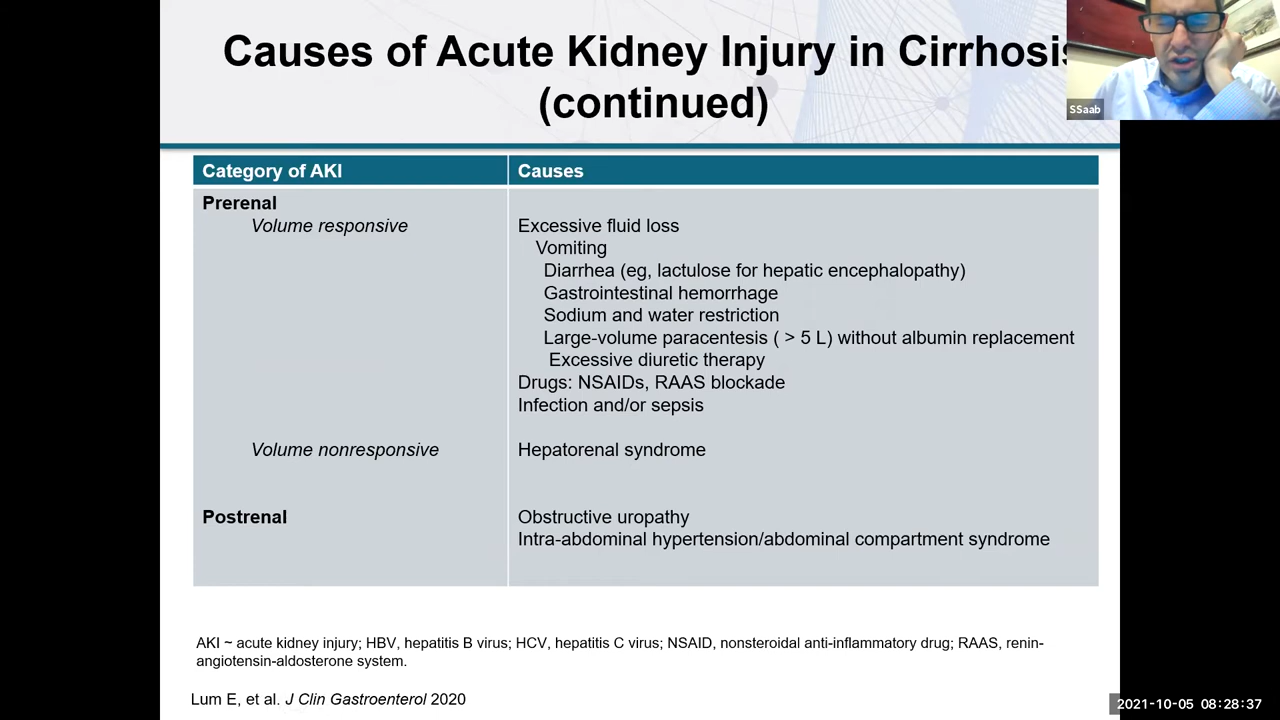 Causes of Acute Kidney Injury in Cirrhosis
(continued)
SSaab
Category of AKI
Causes
Prerenal
Volume responsive
Excessive fluid loss
Vomiting
Diarrhea (eg, lactulose for hepatic encephalopathy)
Gastrointestinal hemorrhage
Sodium and water restriction
Large-volume paracentesis ( > 5 L) without albumin replacement
Excessive diuretic therapy
Drugs: NSAIDs, RAAS blockade
Infection and/or sepsis
Volume nonresponsive
Hepatorenal syndrome
Postrenal
Obstructive uropathy
Intra-abdominal hypertension/abdominal compartment syndrome
AKI ~ acute kidney injury; HBV, hepatitis B virus; HCV, hepatitis C virus; NSAID, nonsteroidal anti-inflammatory drug; RAAS, renin-
angiotensin-aldosterone system.
Lum E, et al. J Clin Gastroenterol 2020
2021-10-05 08:28:37